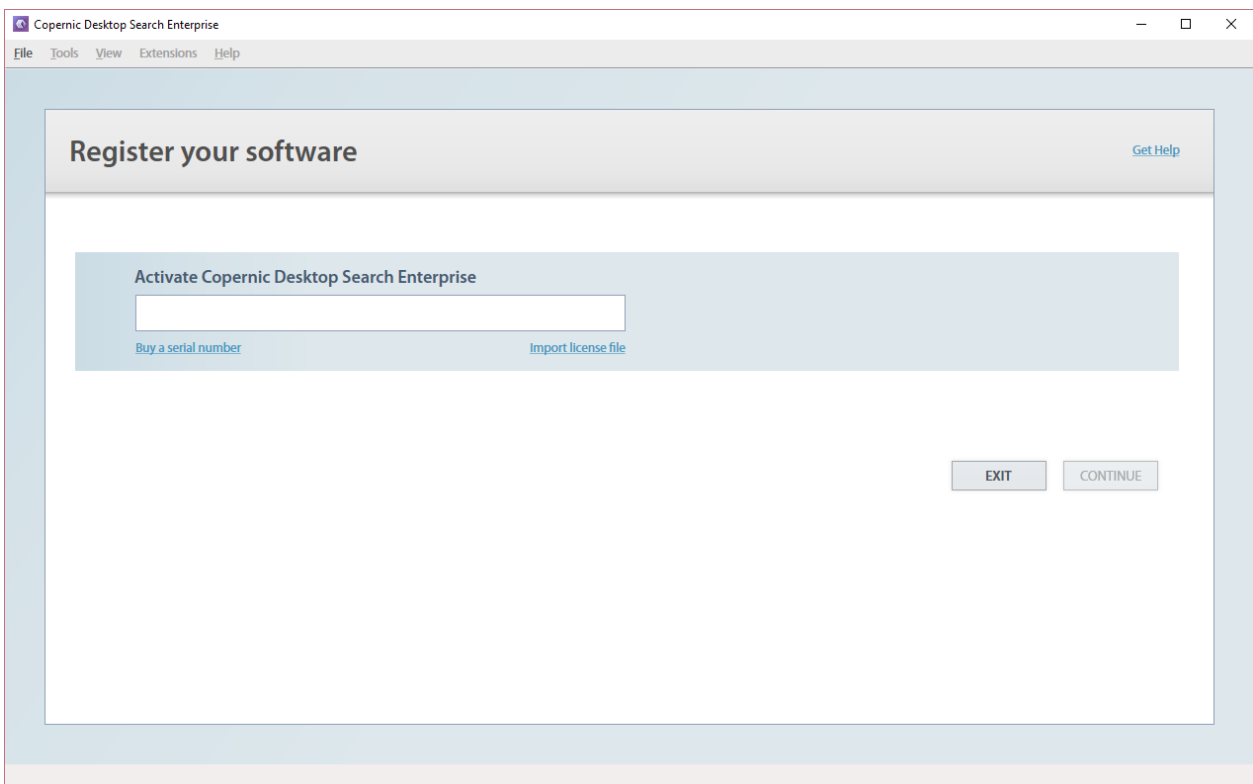 Copernic Desktop Search Enterprise
File Tools View Extensions Help
Register your software
Get Help
Activate Copernic Desktop Search Enterprise
Buy a serial number Import license file
EXIT CONTINUE